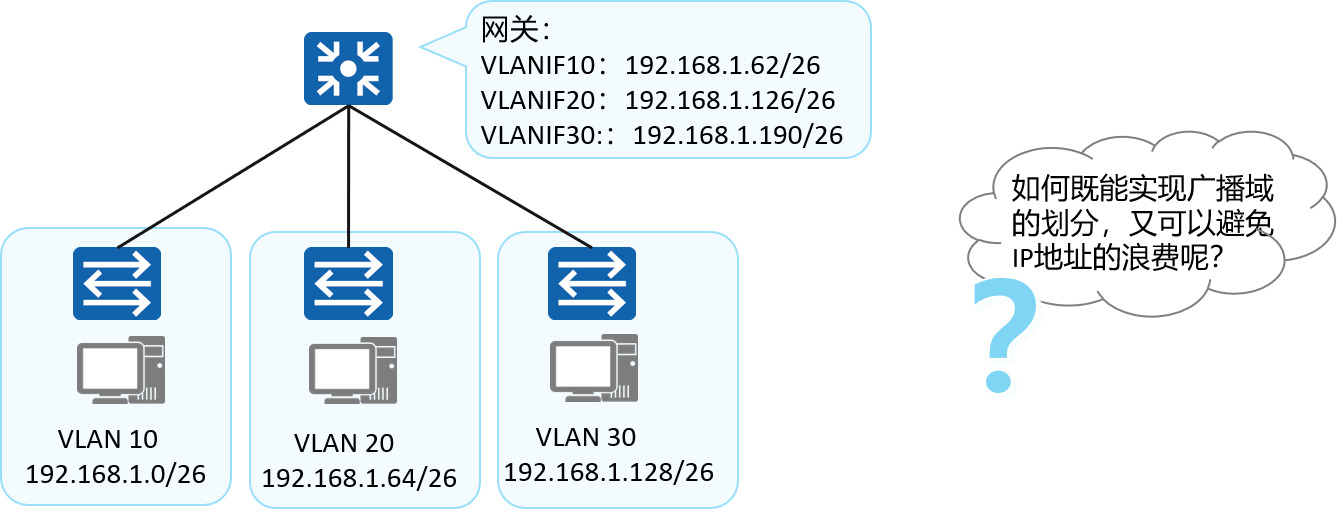 网关：
VLANIF10：192.168.1.62/26
VLANIF20：192.168.1.126/26
VLANIF30:：192.168.1.190/26
如何既能实现广播域
的划分，又可以避免
IP地址的浪费呢？
?
VLAN 10
192.168.1.0/26
VLAN 20
192.168.1.64/26
VLAN 30
192.168.1.128/26